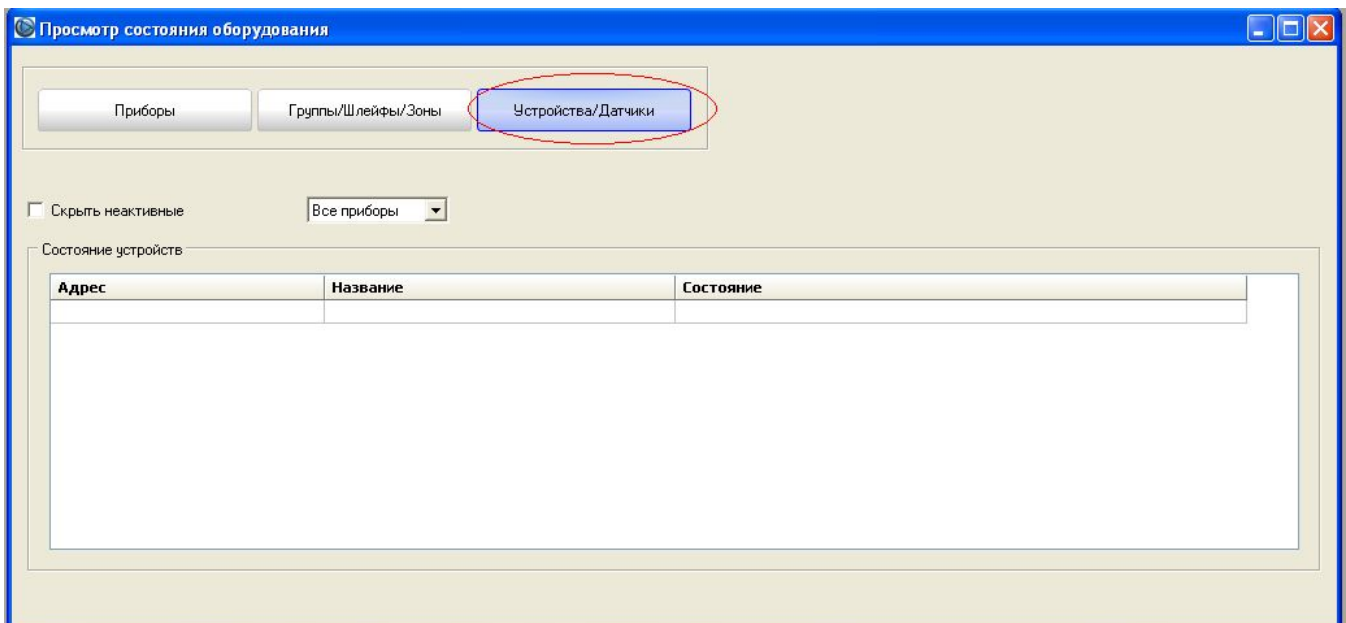 Просмотр состояния оборудования
Приборы Группы/Шлейфы/Зоны Устройства/Датчики
Скрыть неактивные Все приборы
Состояние устройств
Адрес Название Состояние